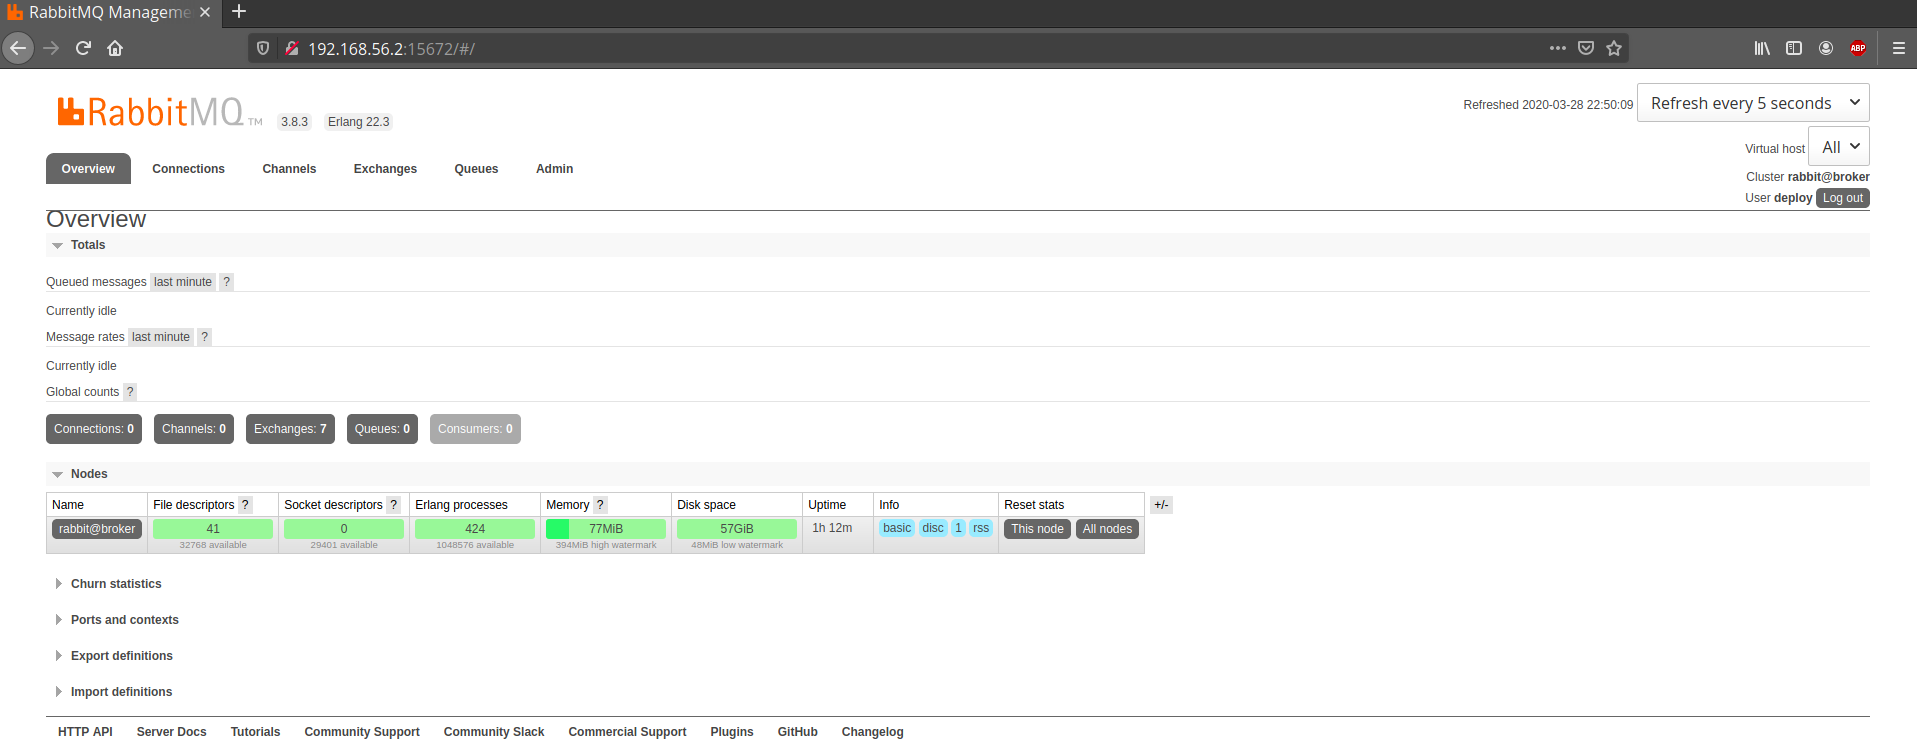 RabbitMQ Manageme
192.168.56.2:15672/#/
ABP
RabbitMQ TM 3.8.3 Erlang 22.3
Refreshed 2020-03-28 22:50:09 Refresh every 5 seconds
Virtual host All
Cluster rabbit@broker
User deploy Log out
Overview Connections Channels Exchanges Queues Admin
Overview
Totals
Queued messages last minute ?
Currently idle
Message rates last minute ?
Currently idle
Global counts ?
Connections: 0 Channels: 0 Exchanges: 7 Queues: 0 Consumers: 0
Nodes
Name File descriptors ? Socket descriptors ? Erlang processes Memory ? Disk space Uptime Info Reset stats +/-
rabbit@broker 41 0 424 77MiB 57GiB 1h 12m basic disc 1 rss This node All nodes
32768 available 29401 available 1048576 available 394MiB high watermark 48MiB low watermark
Churn statistics
Ports and contexts
Export definitions
Import definitions
HTTP API Server Docs Tutorials Community Support Community Slack Commercial Support Plugins GitHub Changelog